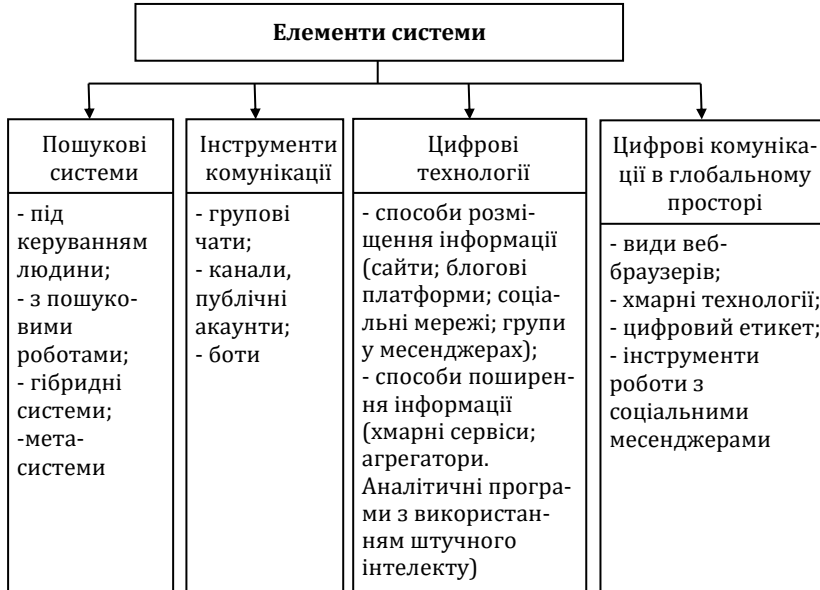 Елементи системи
Пошукові
системи
- під
керуванням
людини;
- з пошуко-
вими
роботами;
- гібридні
системи;
-мета-
системи
Інструменти
комунікації
- групові
чати;
- канали,
публічні
акаунти;
- боти
Цифрові
технології
- способи розмі-
щення інформації
(сайти; блогові
платформи; соціа-
льні мережі; групи
у месенджерах);
- способи поширен-
ня інформації
(хмарні сервіси;
агрегатори.
Аналітичні програ-
ми з використан-
ням штучного
інтелекту)
Цифрові комуніка-
ції в глобальному
просторі
- види веб-
браузерів;
- хмарні технології;
- цифровий етикет;
- інструменти
роботи з
соціальними
месенджерами